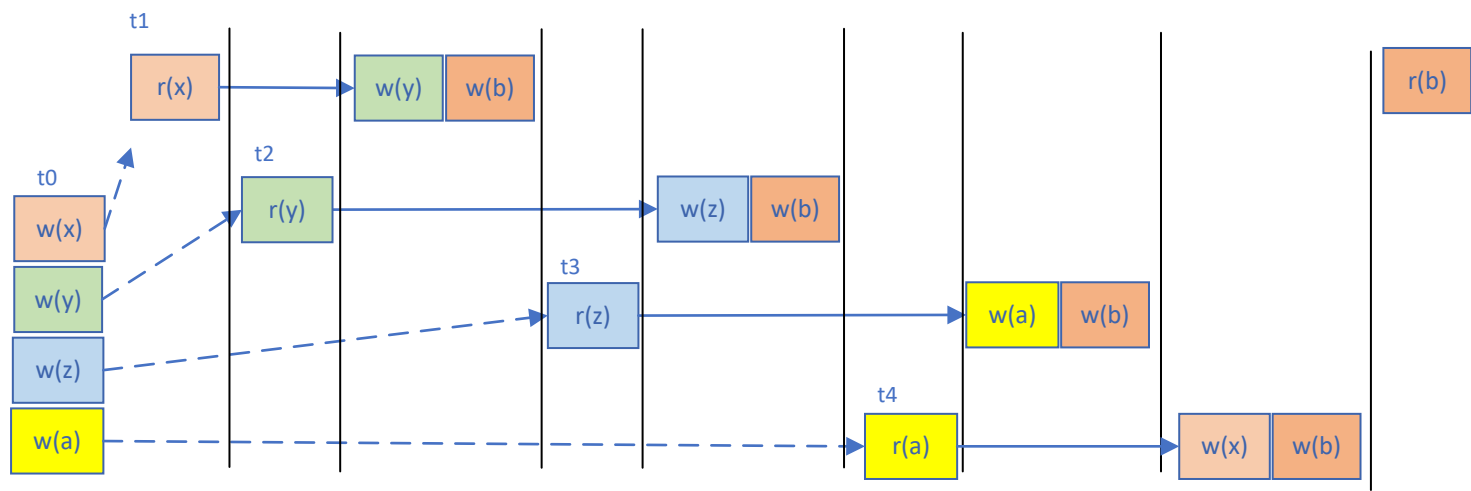 t1
r(x)
w(y) w(b)
r(b)
t2
t0
r(y)
w(z) w(b)
w(x)
t3
w(y)
r(z)
w(a) w(b)
w(z)
t4
w(a)
r(a)
w(x) w(b)